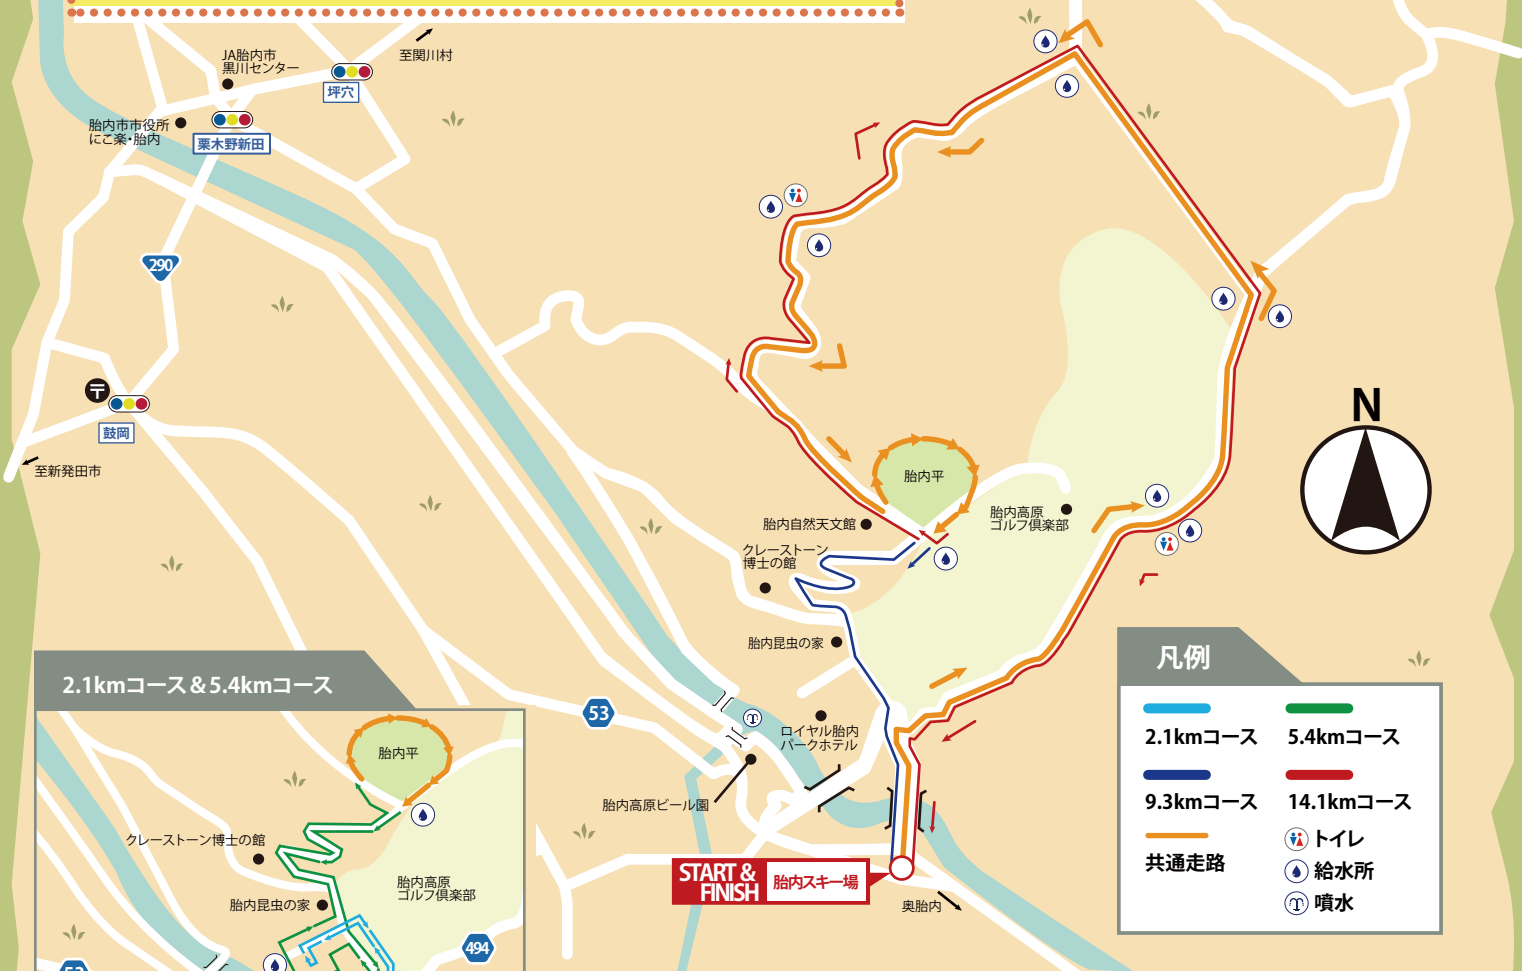 JA胎内市
黒川センター
至関川村
坪穴
胎内市市役所
にこ楽・胎内
栗木野新田
290
〒
鼓岡
至新発田市
胎内平
胎内自然天文館
胎内高原
ゴルフ倶楽部
クレーストーン
博士の館
胎内昆虫の家
53
ロイヤル胎内
パークホテル
胎内高原ビール園
START &
FINISH
胎内スキー場
奥胎内
N
凡例
2.1kmコース
5.4kmコース
9.3kmコース
14.1kmコース
共通走路
トイレ
給水所
噴水
2.1kmコース＆5.4kmコース
胎内平
クレーストーン博士の館
胎内高原
ゴルフ倶楽部
胎内昆虫の家
494
53